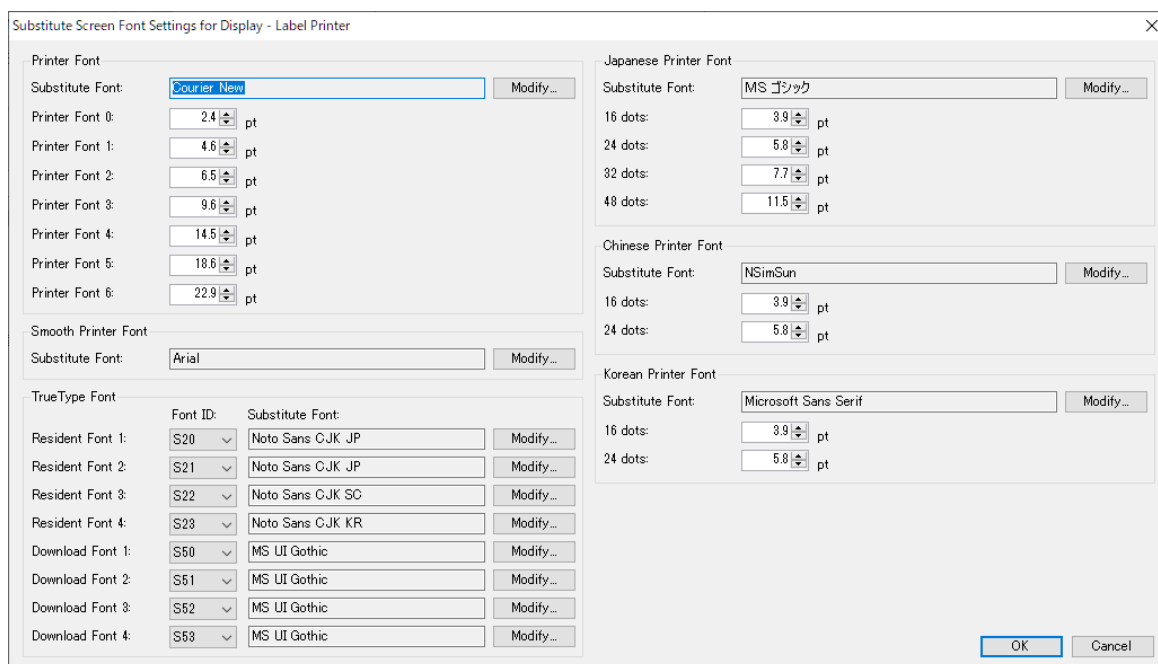 Substitute Screen Font Settings for Display - Label Printer
Printer Font
Substitute Font: Courier New Modify...
Printer Font 0: 2.4 pt
Printer Font 1: 4.6 pt
Printer Font 2: 6.5 pt
Printer Font 3: 9.6 pt
Printer Font 4: 14.5 pt
Printer Font 5: 18.6 pt
Printer Font 6: 22.9 pt
Smooth Printer Font
Substitute Font: Arial Modify...
TrueType Font
Font ID: Substitute Font:
Resident Font 1: S20 Noto Sans CJK JP Modify...
Resident Font 2: S21 Noto Sans CJK JP Modify...
Resident Font 3: S22 Noto Sans CJK SC Modify...
Resident Font 4: S23 Noto Sans CJK KR Modify...
Download Font 1: S50 MS UI Gothic Modify...
Download Font 2: S51 MS UI Gothic Modify...
Download Font 3: S52 MS UI Gothic Modify...
Download Font 4: S53 MS UI Gothic Modify...
Japanese Printer Font
Substitute Font: MS ゴシック Modify...
16 dots: 3.9 pt
24 dots: 5.8 pt
32 dots: 7.7 pt
48 dots: 11.5 pt
Chinese Printer Font
Substitute Font: NSimSun Modify...
16 dots: 3.9 pt
24 dots: 5.8 pt
Korean Printer Font
Substitute Font: Microsoft Sans Serif Modify...
16 dots: 3.9 pt
24 dots: 5.8 pt
OK Cancel